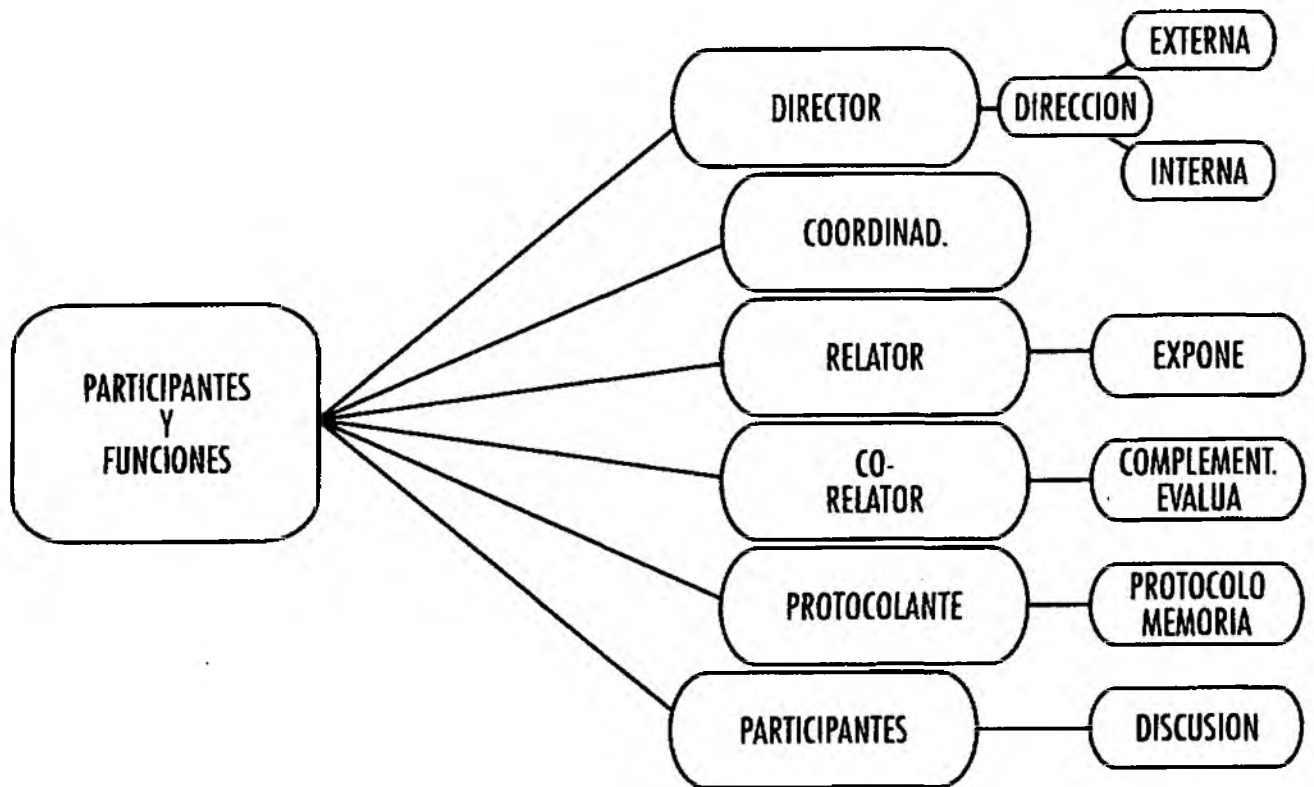 PARTICIPANTES
Y
FUNCIONES
DIRECTOR
DIRECCION
EXTERNA
INTERNA
COORDINAD.
RELATOR
EXPONE
CO-
RELATOR
COMPLEMENT.
EVALUA
PROTOCOLANTE
PROTOCOLO
MEMORIA
PARTICIPANTES
DISCUSION